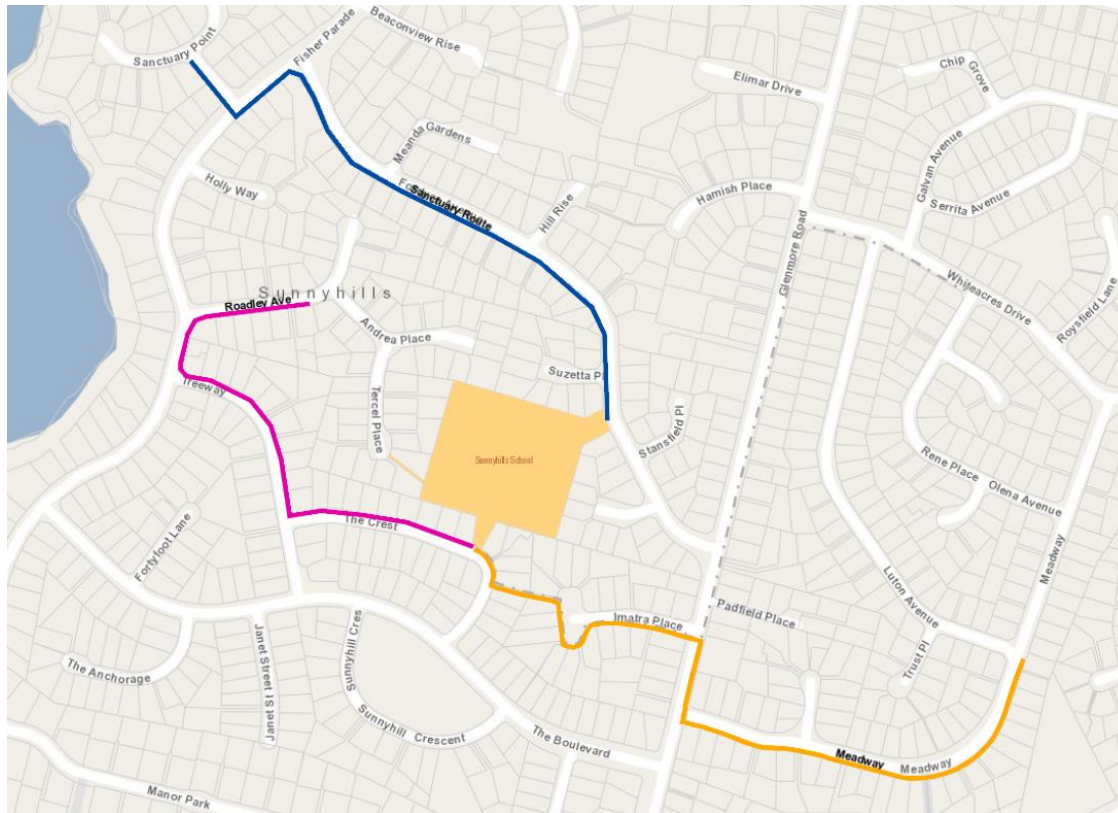 Beaconview Rise
Sanctuary Point
Fisher Parade
Elimar Drive
Chip Grove
Meanda Gardens
Galvan Avenue
Holly Way
Sanctuary Route
Hill Rise
Hamish Place
Serrita Avenue
Glenmore Road
Whiteacres Drive
Roysfield Lane
Sunnyhills
Roadley Ave
Andrea Place
Suzetta Pl
Treeway
Tercel Place
Stansfield Pl
Sunnyhills School
Rene Place
Olena Avenue
The Crest
Fortyfoot Lane
Meadway
Luton Avenue
Imatra Place
Padfield Place
Trust Pl
The Anchorage
Janet Street
Janet St
Sunnyhill Cres
Sunnyhill Crescent
The Boulevard
Meadway
Meadway
Manor Park